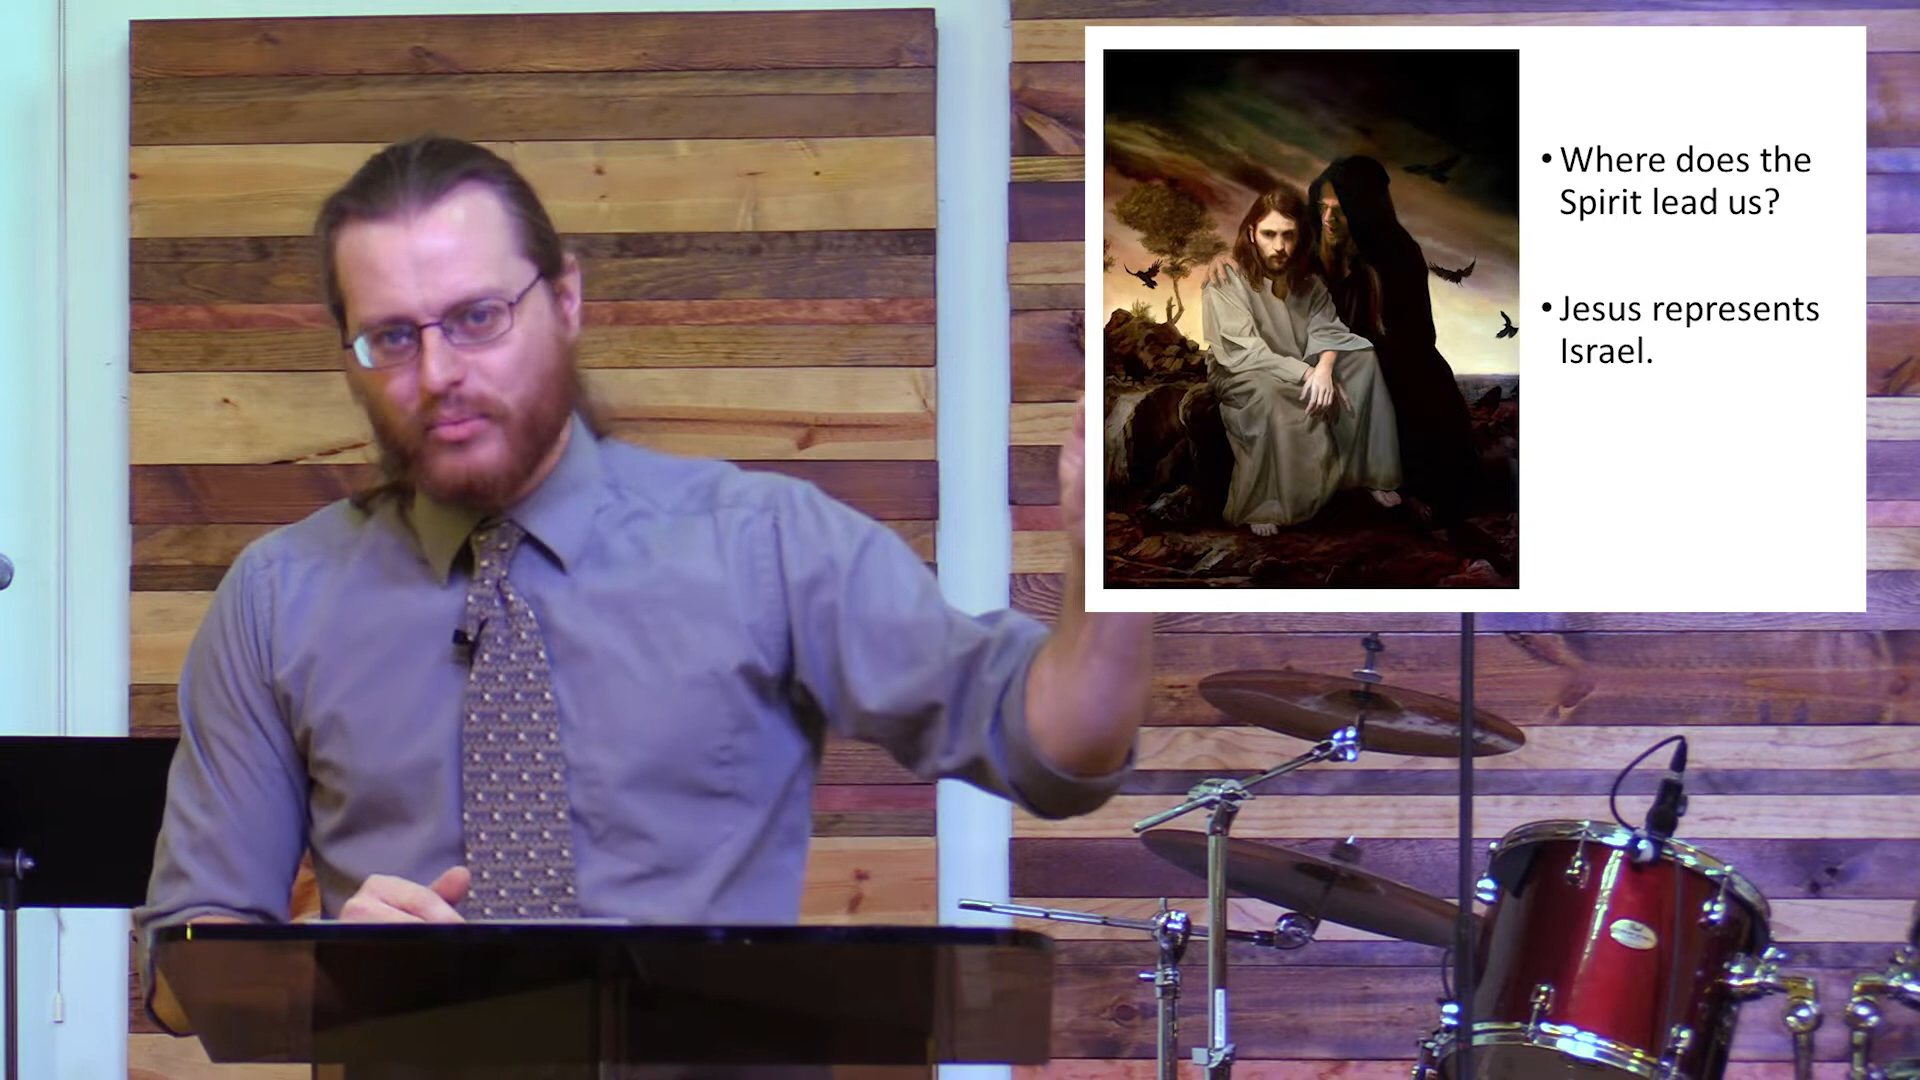 • Where does the
Spirit lead us?
• Jesus represents
Israel.